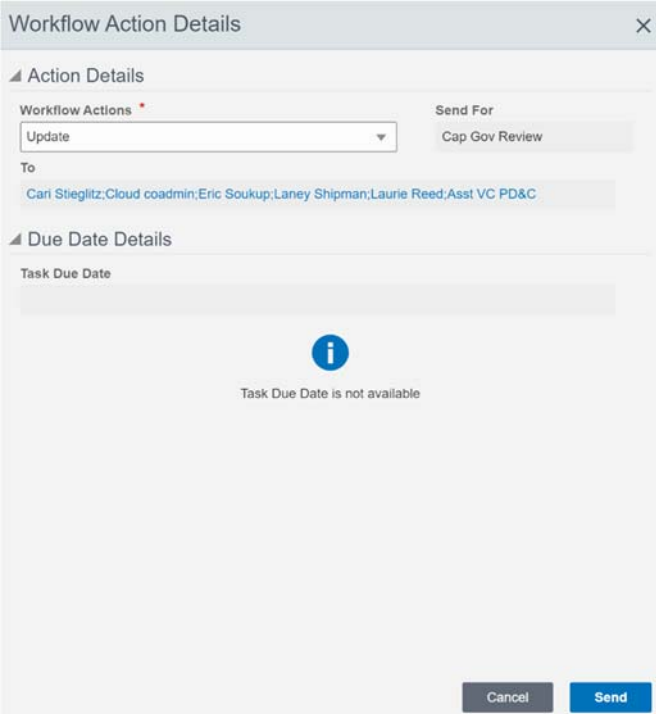 Workflow Action Details
Action Details
Workflow Actions *
Send For
Update
Cap Gov Review
To
Cari Stieglitz;Cloud coadmin;Eric Soukup;Laney Shipman;Laurie Reed;Asst VC PD&C
Due Date Details
Task Due Date
Task Due Date is not available
Cancel
Send